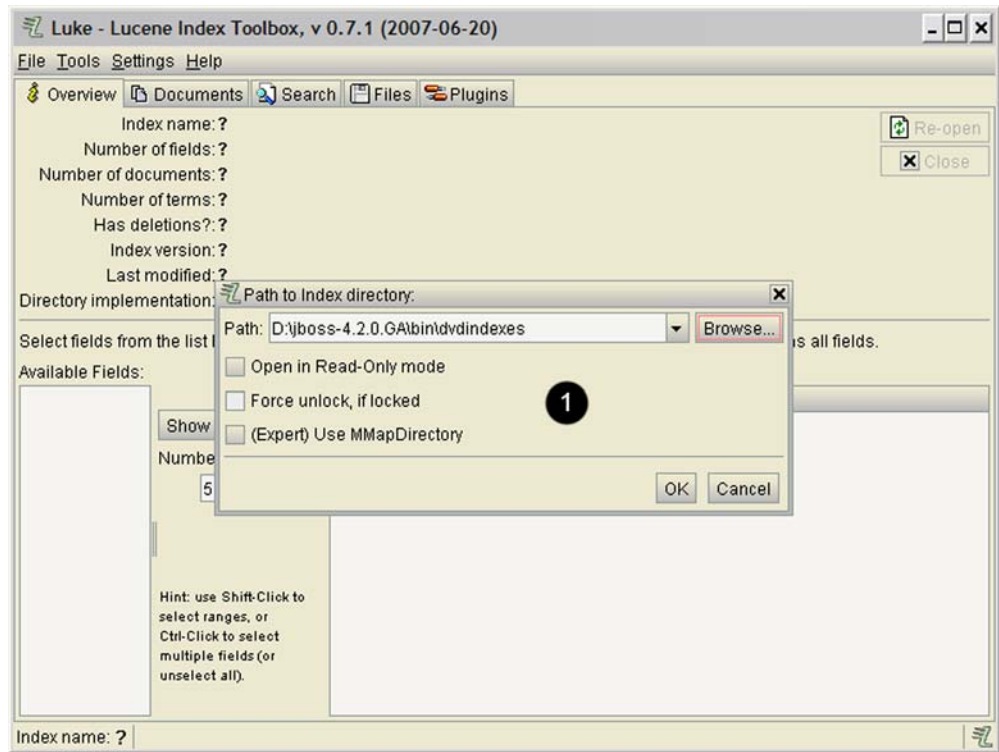 Luke - Lucene Index Toolbox, v 0.7.1 (2007-06-20)
File Tools Settings Help
Overview Documents Search Files Plugins
Index name: ?
Re-open
Number of fields: ?
Close
Number of documents: ?
Number of terms: ?
Has deletions?: ?
Index version: ?
Last modified: ?
Directory implementation:
Path to Index directory:
Path: D:\jboss-4.2.0.GA\bin\dvdindexes Browse...
Select fields from the list
s all fields.
Open in Read-Only mode
Available Fields:
Force unlock, if locked
1
Show
(Expert) Use MMapDirectory
Numbe
5
OK Cancel
Hint: use Shift-Click to
select ranges, or
Ctrl-Click to select
multiple fields (or
unselect all).
Index name: ?